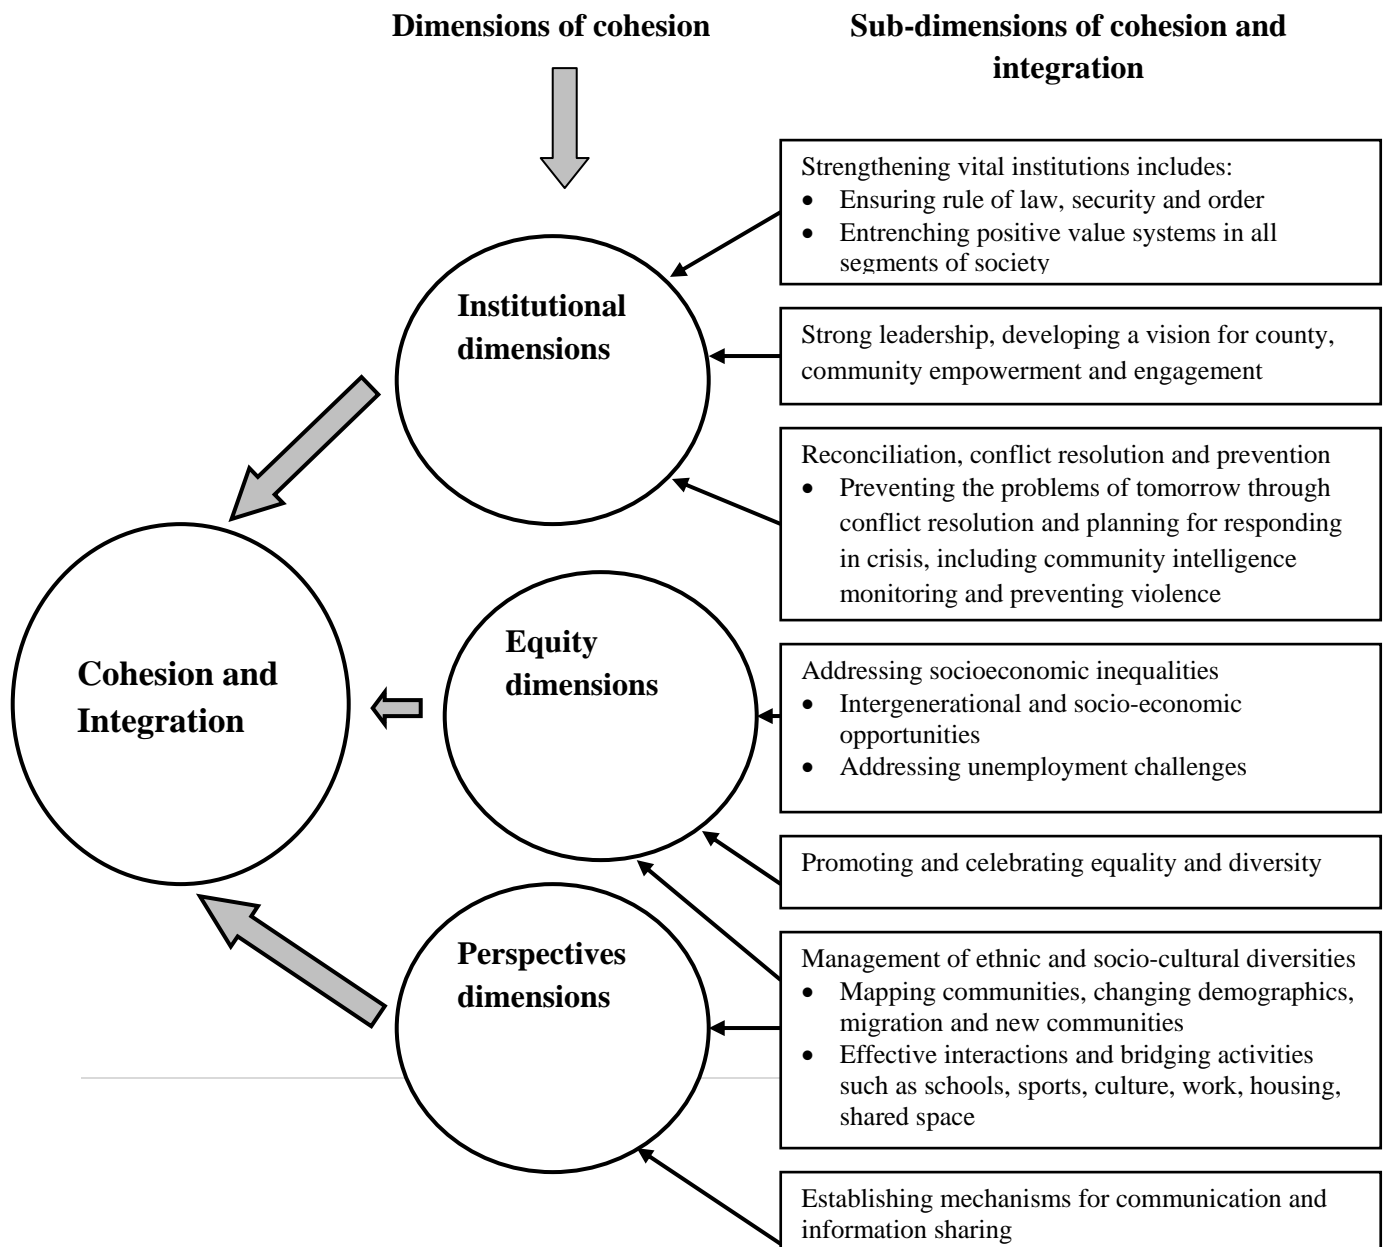 Dimensions of cohesion
Sub-dimensions of cohesion and
integration
Strengthening vital institutions includes:
• Ensuring rule of law, security and order
• Entrenching positive value systems in all
segments of society
Institutional
dimensions
Strong leadership, developing a vision for county,
community empowerment and engagement
Reconciliation, conflict resolution and prevention
• Preventing the problems of tomorrow through
conflict resolution and planning for responding
in crisis, including community intelligence
monitoring and preventing violence
Cohesion and
Integration
Equity
dimensions
Addressing socioeconomic inequalities
• Intergenerational and socio-economic
opportunities
• Addressing unemployment challenges
Promoting and celebrating equality and diversity
Perspectives
dimensions
Management of ethnic and socio-cultural diversities
• Mapping communities, changing demographics,
migration and new communities
• Effective interactions and bridging activities
such as schools, sports, culture, work, housing,
shared space
Establishing mechanisms for communication and
information sharing